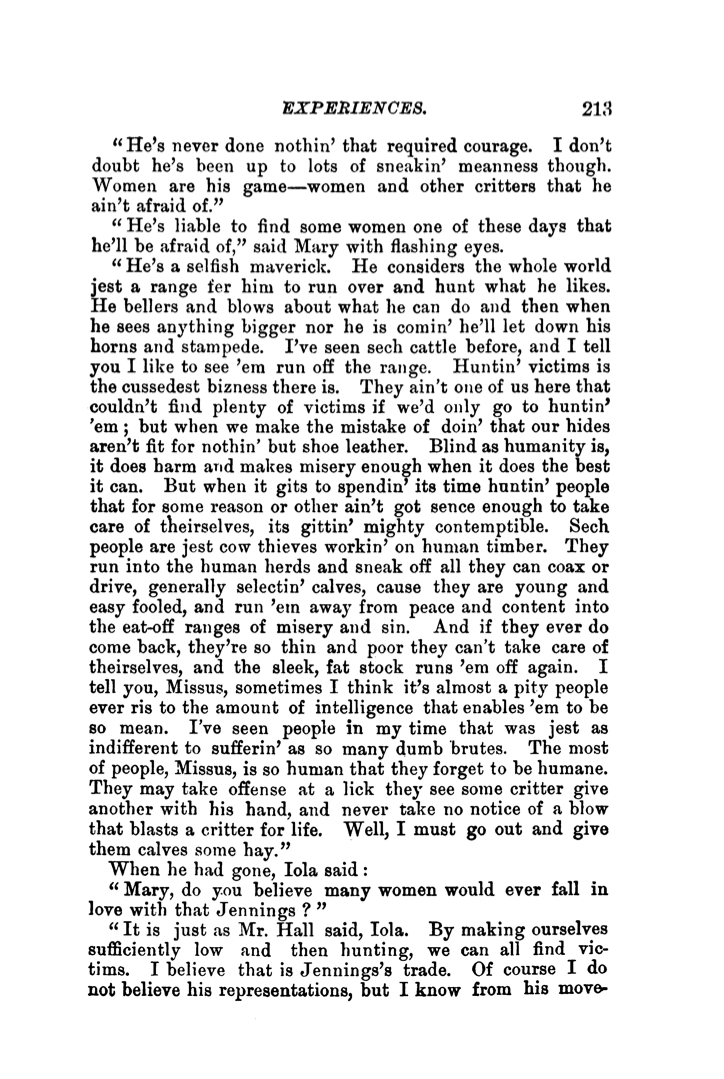 EXPERIENCES. 213
"He's never done nothin' that required courage. I don't
doubt he's been up to lots of sneakin' meanness though.
Women are his game—women and other critters that he
ain't afraid of."
"He's liable to find some women one of these days that
he'll be afraid of," said Mary with flashing eyes.
"He's a selfish maverick. He considers the whole world
jest a range fer him to run over and hunt what he likes.
He bellers and blows about what he can do and then when
he sees anything bigger nor he is comin' he'll let down his
horns and stampede. I've seen sech cattle before, and I tell
you I like to see 'em run off the range. Huntin' victims is
the cussedest bizness there is. They ain't one of us here that
couldn't find plenty of victims if we'd only go to huntin'
'em; but when we make the mistake of doin' that our hides
aren't fit for nothin' but shoe leather. Blind as humanity is,
it does harm and makes misery enough when it does the best
it can. But when it gits to spendin' its time huntin' people
that for some reason or other ain't got sence enough to take
care of theirselves, its gittin' mighty contemptible. Sech
people are jest cow thieves workin' on human timber. They
run into the human herds and sneak off all they can coax or
drive, generally selectin' calves, cause they are young and
easy fooled, and run 'em away from peace and content into
the eat-off ranges of misery and sin. And if they ever do
come back, they're so thin and poor they can't take care of
theirselves, and the sleek, fat stock runs 'em off again. I
tell you, Missus, sometimes I think it's almost a pity people
ever ris to the amount of intelligence that enables 'em to be
so mean. I've seen people in my time that was jest as
indifferent to sufferin' as so many dumb brutes. The most
of people, Missus, is so human that they forget to be humane.
They may take offense at a lick they see some critter give
another with his hand, and never take no notice of a blow
that blasts a critter for life. Well, I must go out and give
them calves some hay."
When he had gone, Iola said:
"Mary, do you believe many women would ever fall in
love with that Jennings?"
"It is just as Mr. Hall said, Iola. By making ourselves
sufficiently low and then hunting, we can all find vic-
tims. I believe that is Jennings's trade. Of course I do
not believe his representations, but I know from his move-